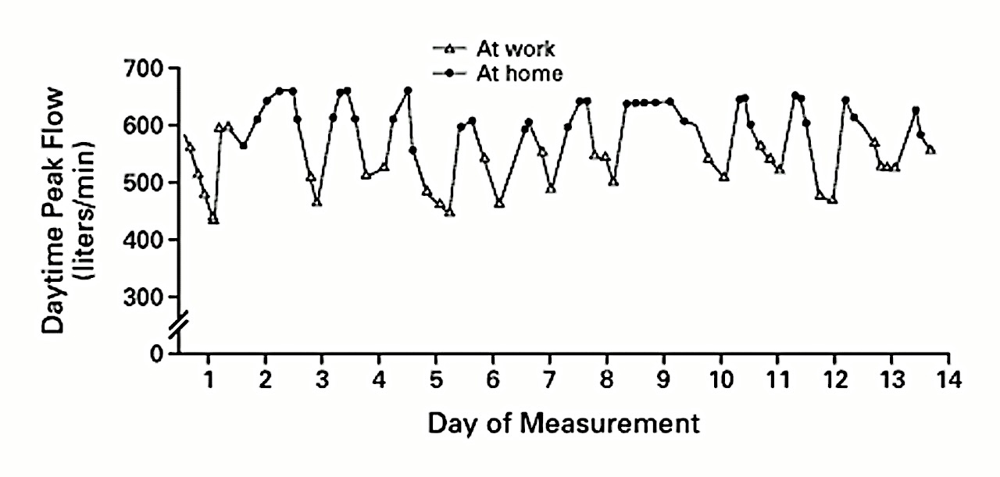 At work
At home
Daytime Peak Flow
(liters/min)
700
600
500
400
300
0
1 2 3 4 5 6 7 8 9 10 11 12 13 14
Day of Measurement